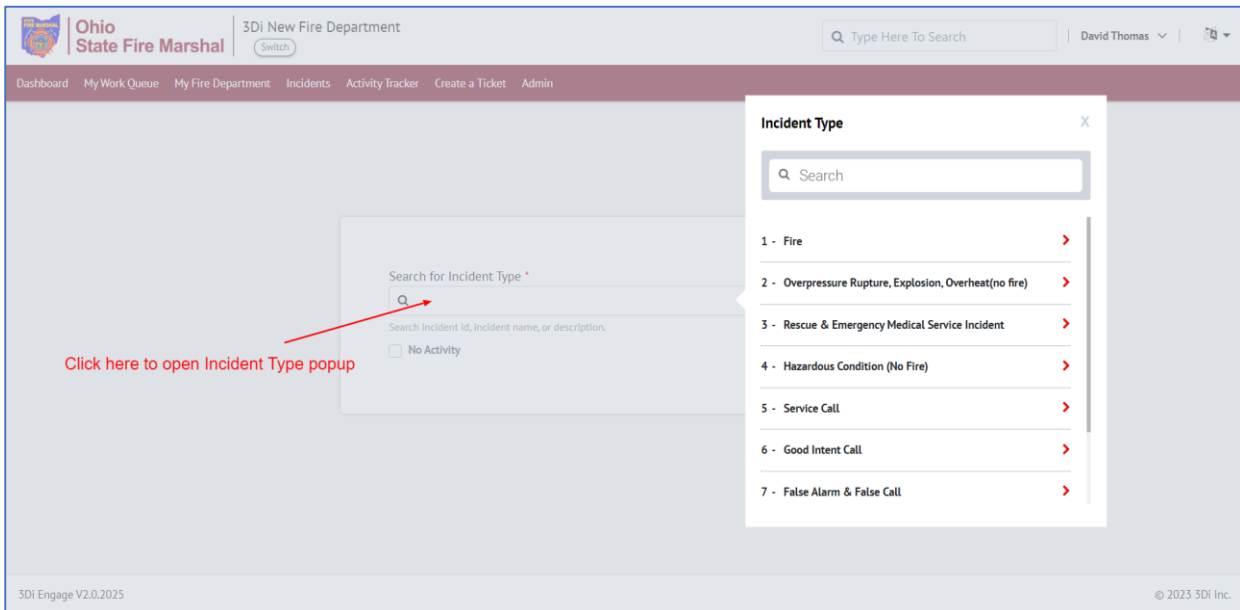 Ohio
State Fire Marshal
3Di New Fire Department
Switch
Type Here To Search
David Thomas
Dashboard My Work Queue My Fire Department Incidents Activity Tracker Create a Ticket Admin
Incident Type X
Search
1 - Fire
2 - Overpressure Rupture, Explosion, Overheat(no fire)
3 - Rescue & Emergency Medical Service Incident
4 - Hazardous Condition (No Fire)
5 - Service Call
6 - Good Intent Call
7 - False Alarm & False Call
Search for Incident Type *
Search incident id, incident name, or description.
No Activity
Click here to open Incident Type popup
3Di Engage V2.0.2025
© 2023 3Di Inc.